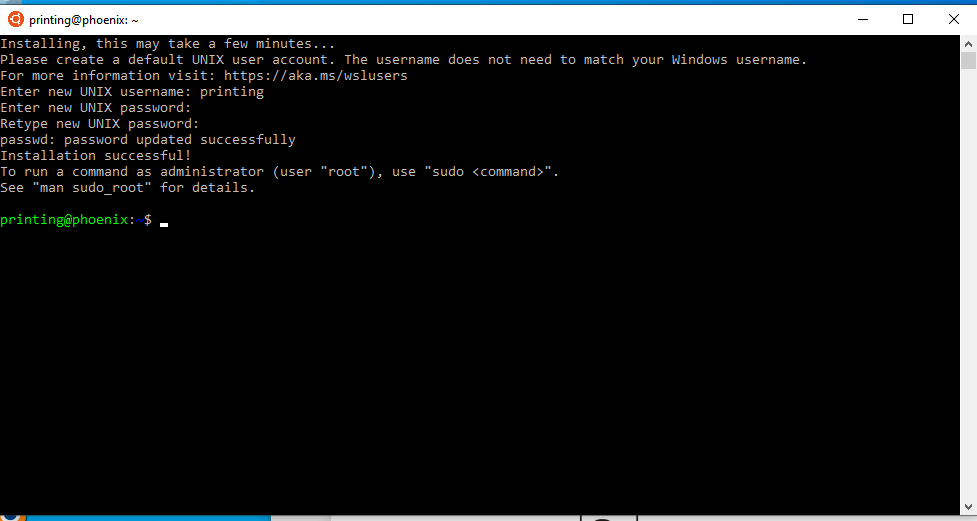 printing@phoenix: ~
Installing, this may take a few minutes...
Please create a default UNIX user account. The username does not need to match your Windows username.
For more information visit: https://aka.ms/wslusers
Enter new UNIX username: printing
Enter new UNIX password:
Retype new UNIX password:
passwd: password updated successfully
Installation successful!
To run a command as administrator (user "root"), use "sudo <command>".
See "man sudo_root" for details.
printing@phoenix:~$